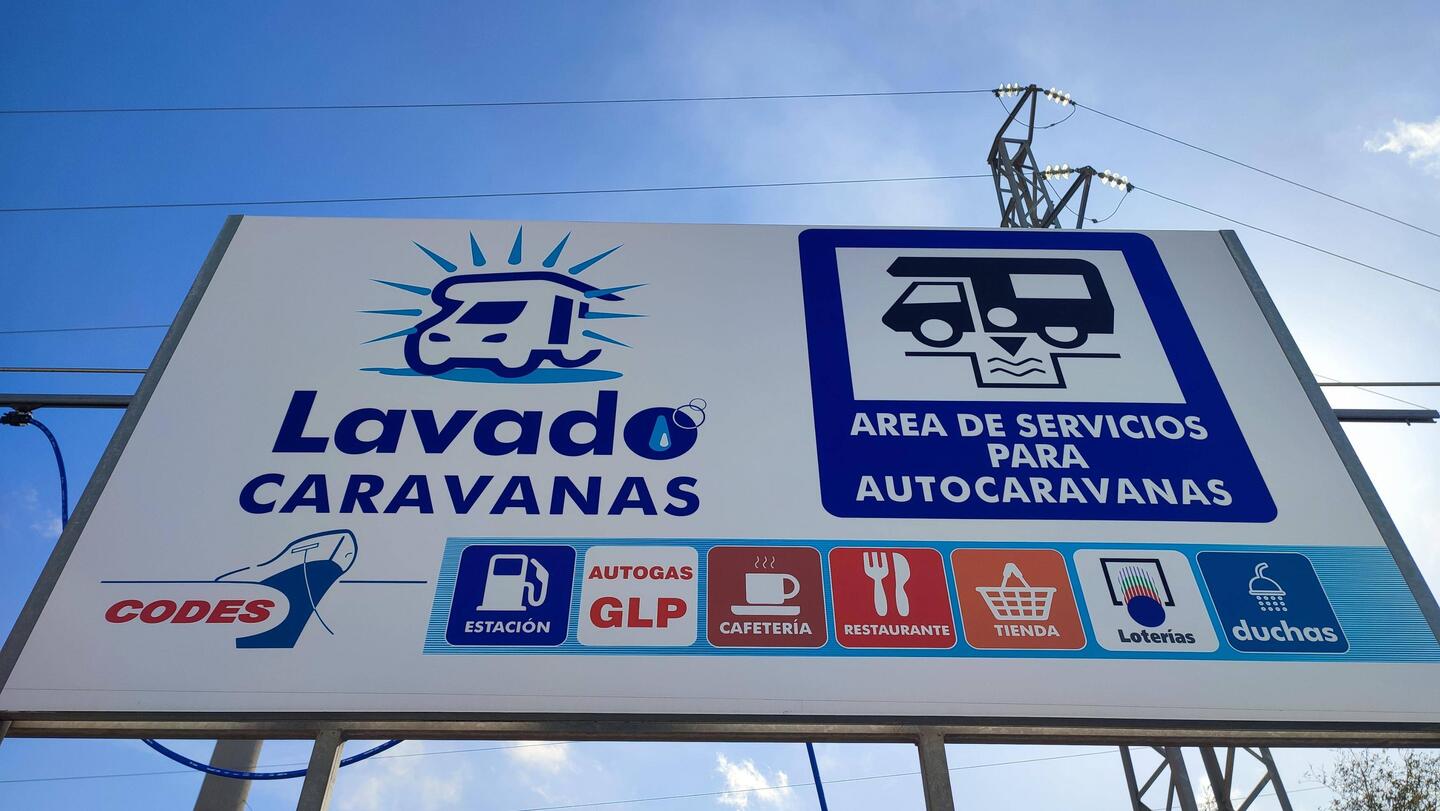 Lavado
CARAVANAS
AREA DE SERVICIOS
PARA
AUTOCARAVANAS
CODES
ESTACIÓN
AUTOGAS
GLP
CAFETERÍA
RESTAURANTE
TIENDA
Loterías
duchas